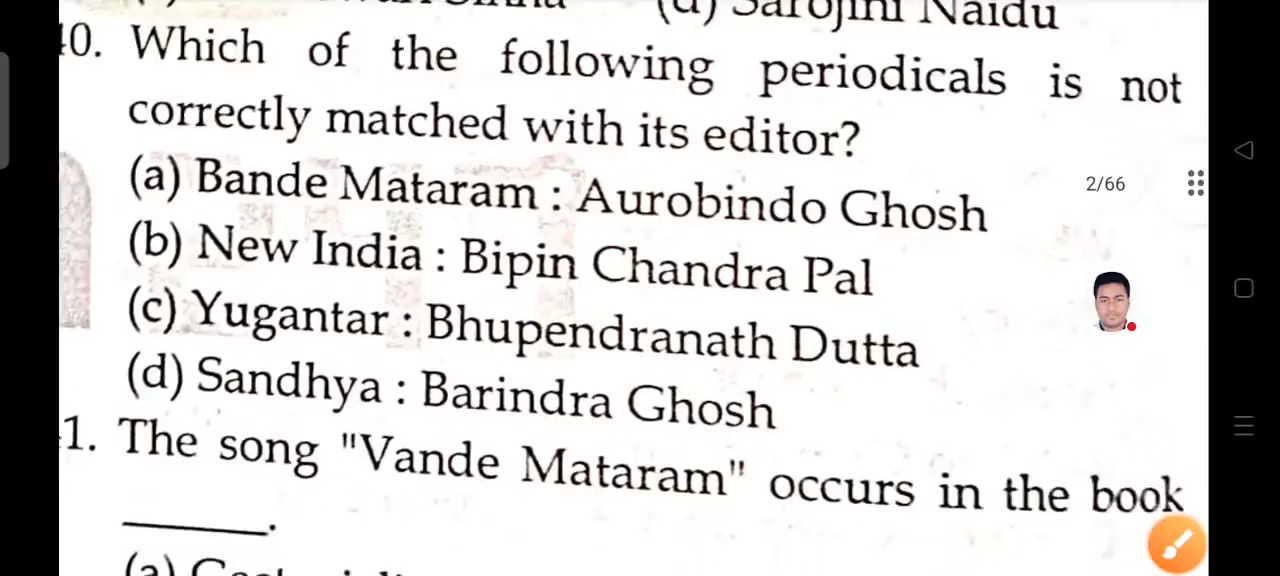 (d) Sarojini Naidu
40. Which of the following periodicals is not
correctly matched with its editor?
(a) Bande Mataram : Aurobindo Ghosh
2/66
(b) New India : Bipin Chandra Pal
(c) Yugantar : Bhupendranath Dutta
(d) Sandhya : Barindra Ghosh
1. The song "Vande Mataram" occurs in the book
______.
(a)